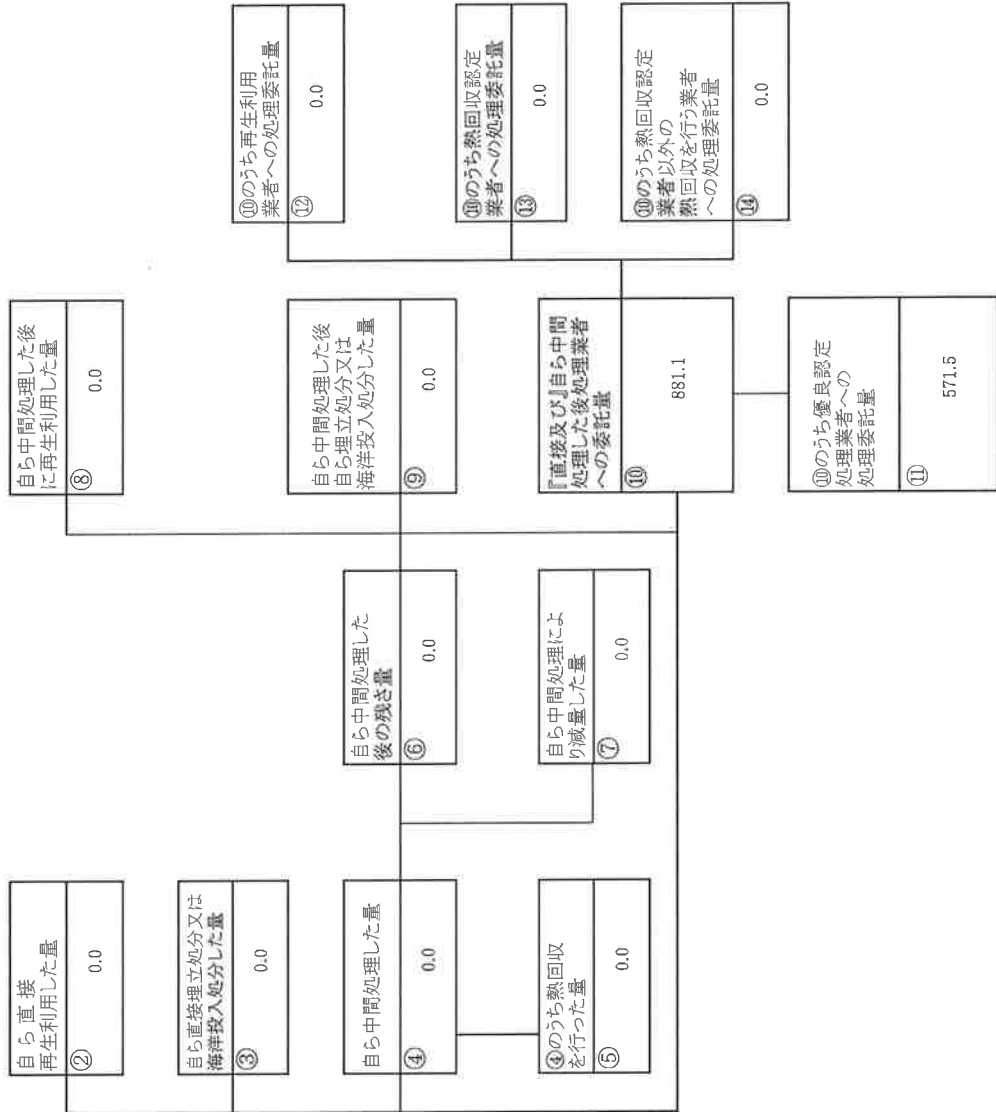 自ら直接
再生利用した量
②
0.0
自ら直接埋立処分又は
海洋投入処分した量
③
0.0
自ら中間処理した量
④
0.0
④のうち熱回収
を行った量
⑤
0.0
自ら中間処理した
後の残さ量
⑥
0.0
自ら中間処理によ
り減量した量
⑦
0.0
自ら中間処理した後
に再生利用した量
⑧
0.0
自ら中間処理した後
自ら埋立処分又は
海洋投入処分した量
⑨
0.0
『直接及び』自ら中間
処理した後処理業者
への委託量
⑩
881.1
⑩のうち優良認定
処理業者への
処理委託量
⑪
571.5
⑩のうち再生利用
業者への処理委託量
⑫
0.0
⑩のうち熱回収認定
業者への処理委託量
⑬
0.0
⑩のうち熱回収認定
業者以外の
熱回収を行う業者
への処理委託量
⑭
0.0